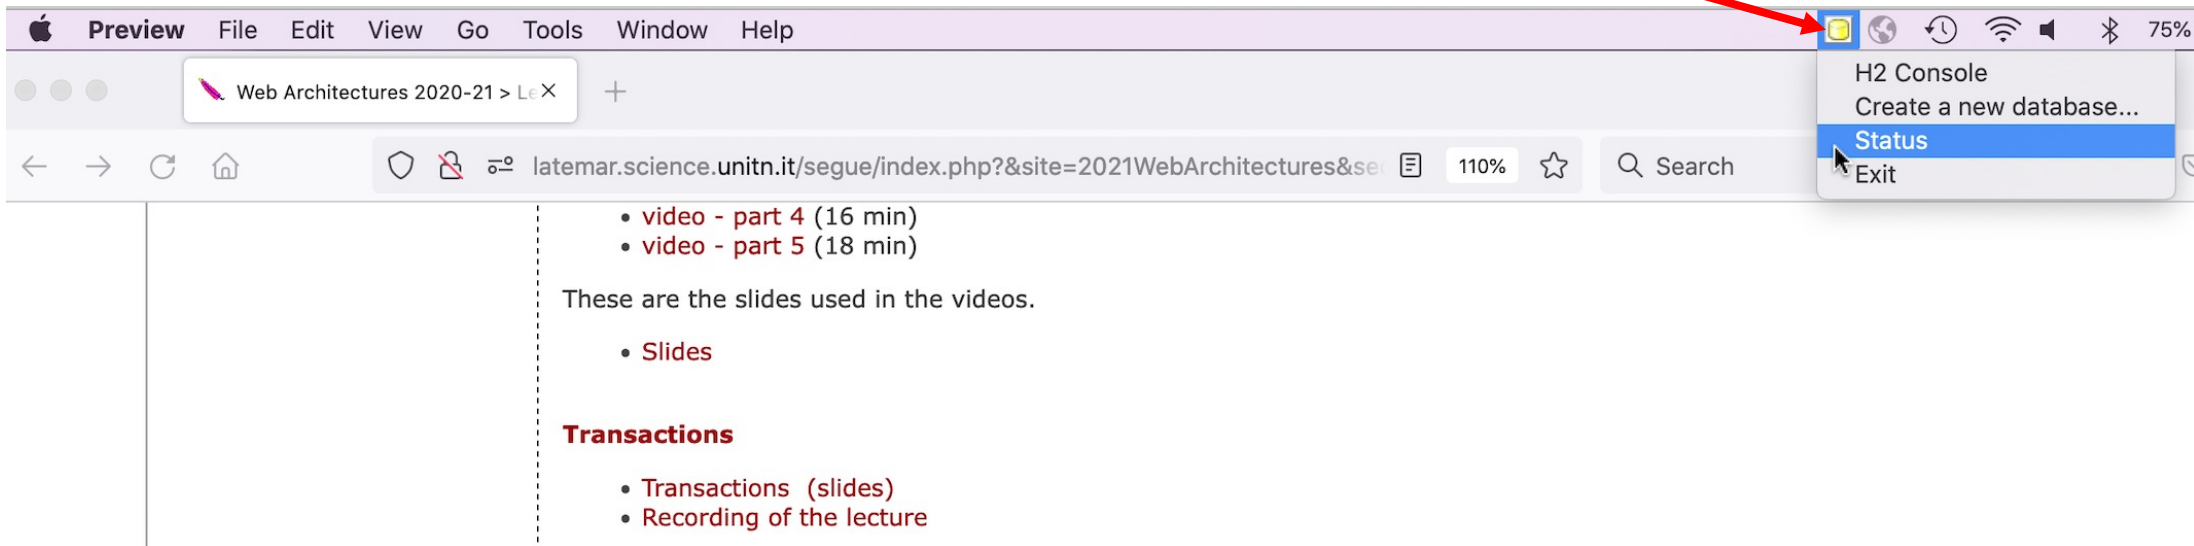 Preview File Edit View Go Tools Window Help 75%
H2 Console
Create a new database...
Status
Exit
Web Architectures 2020-21 > Le
latemar.science.unitn.it/segue/index.php?&site=2021WebArchitectures&se 110% Search
• video - part 4 (16 min)
• video - part 5 (18 min)
These are the slides used in the videos.
• Slides
Transactions
• Transactions (slides)
• Recording of the lecture